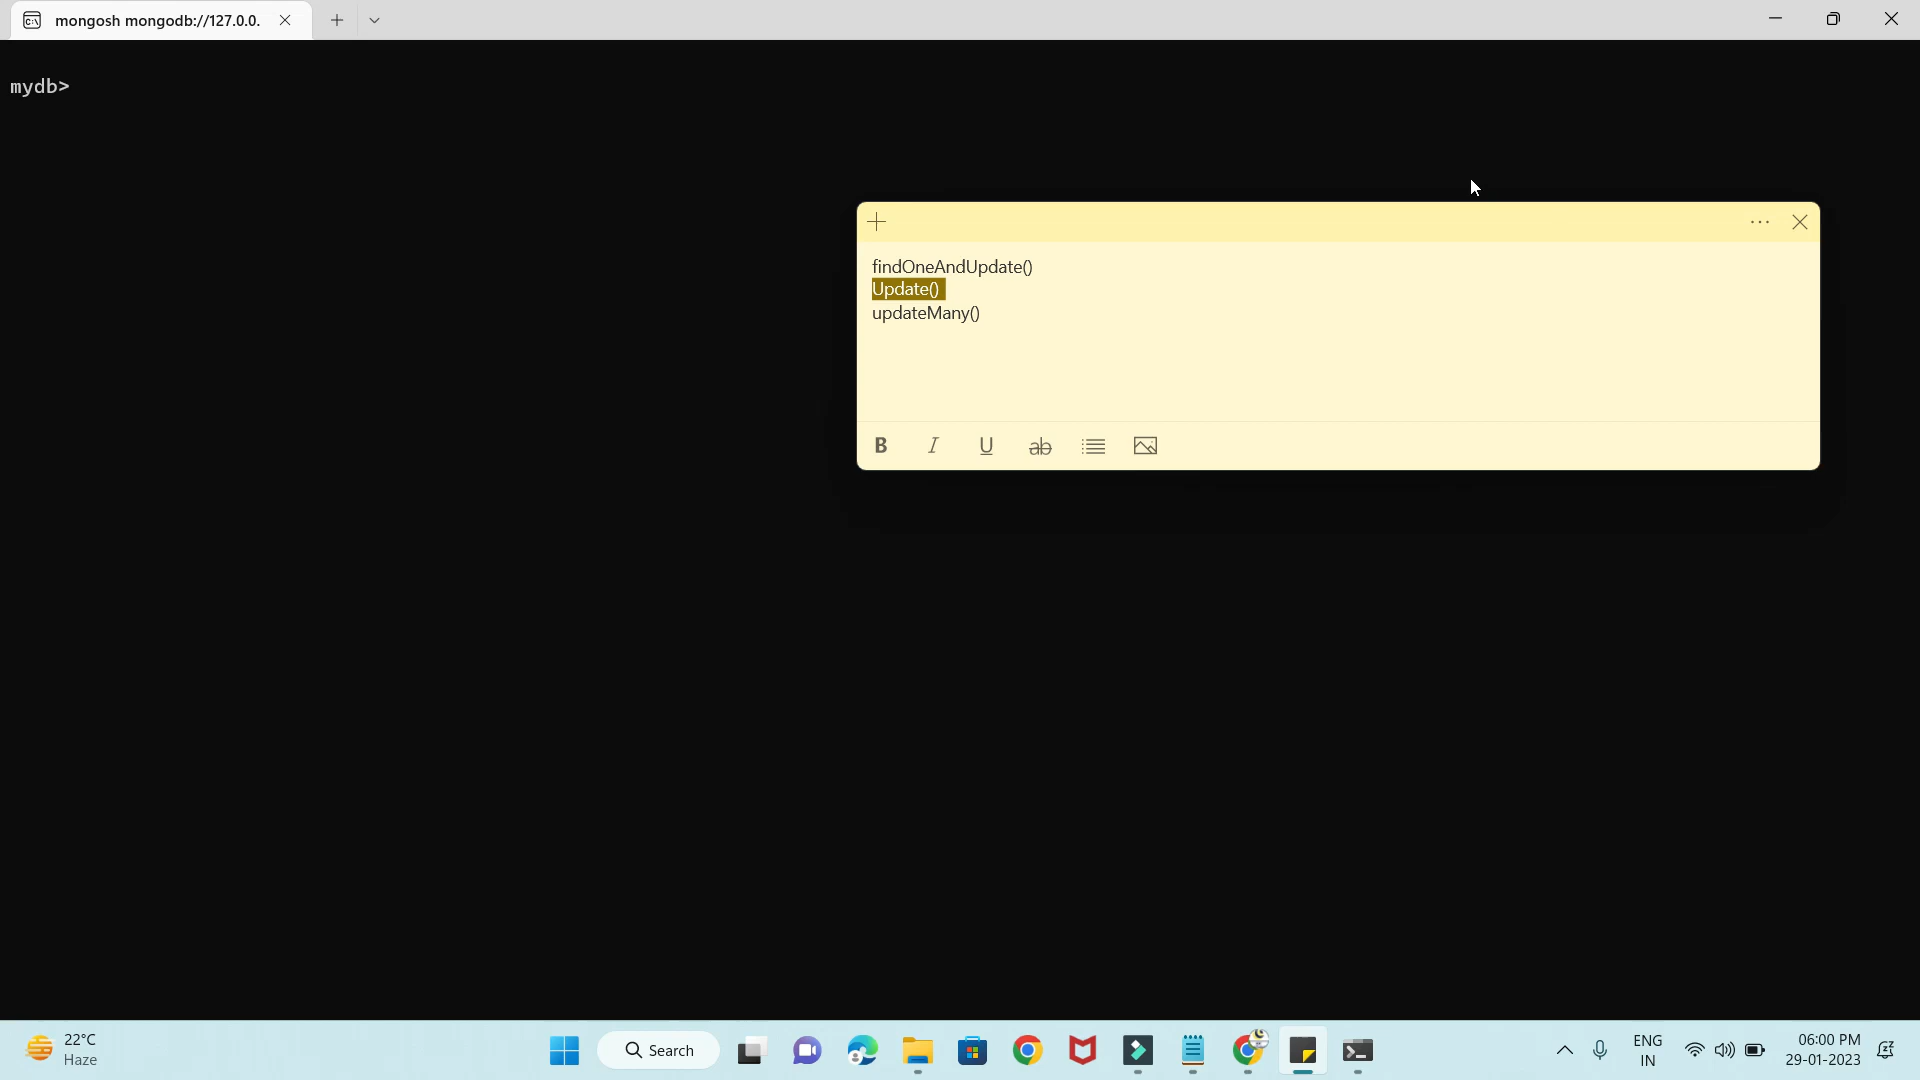 mongosh mongodb://127.0.0.
mydb>
findOneAndUpdate()
Update()
updateMany()
B I U ab
22°C
Haze
Search
ENG
IN
06:00 PM
29-01-2023